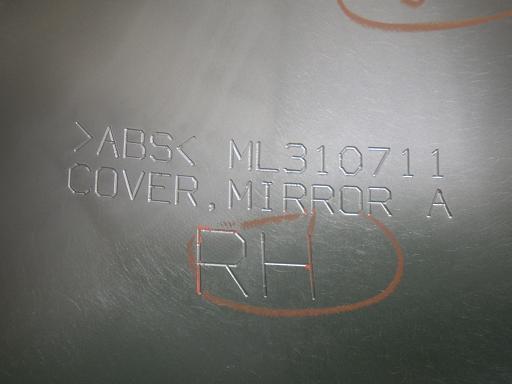 >ABS< ML310711
COVER, MIRROR A
RH